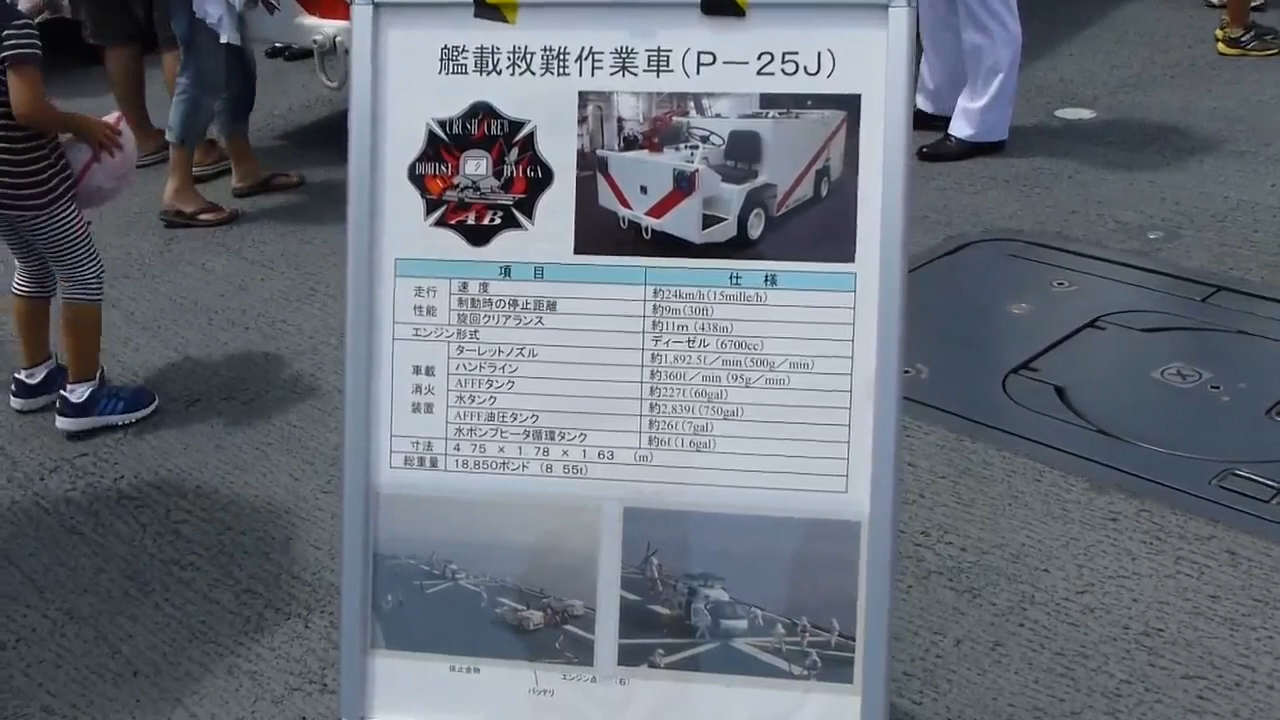 艦載救難作業車(P－25J)
CRUSH CREW
DDH181 HYUGA
AB
項 目 仕 様
走行性能 速 度 約24km/h(15mille/h)
制動時の停止距離 約9m(30ft)
旋回クリアランス 約11m (438in)
エンジン形式 ディーゼル (6700cc)
車載消火装置 ターレットノズル 約1,892.5ℓ／min(500g／min)
ハンドライン 約360ℓ／min (95g／min)
AFFFタンク 約227ℓ(60gal)
水タンク 約2,839ℓ(750gal)
AFFF油圧タンク 約26ℓ(7gal)
水ポンプヒータ循環タンク 約6ℓ(1.6gal)
寸法 4.75 × 1.78 × 1.63 (m)
総重量 18,850ポンド (8.55t)
係止金物
バッテリ
エンジン点 (6)